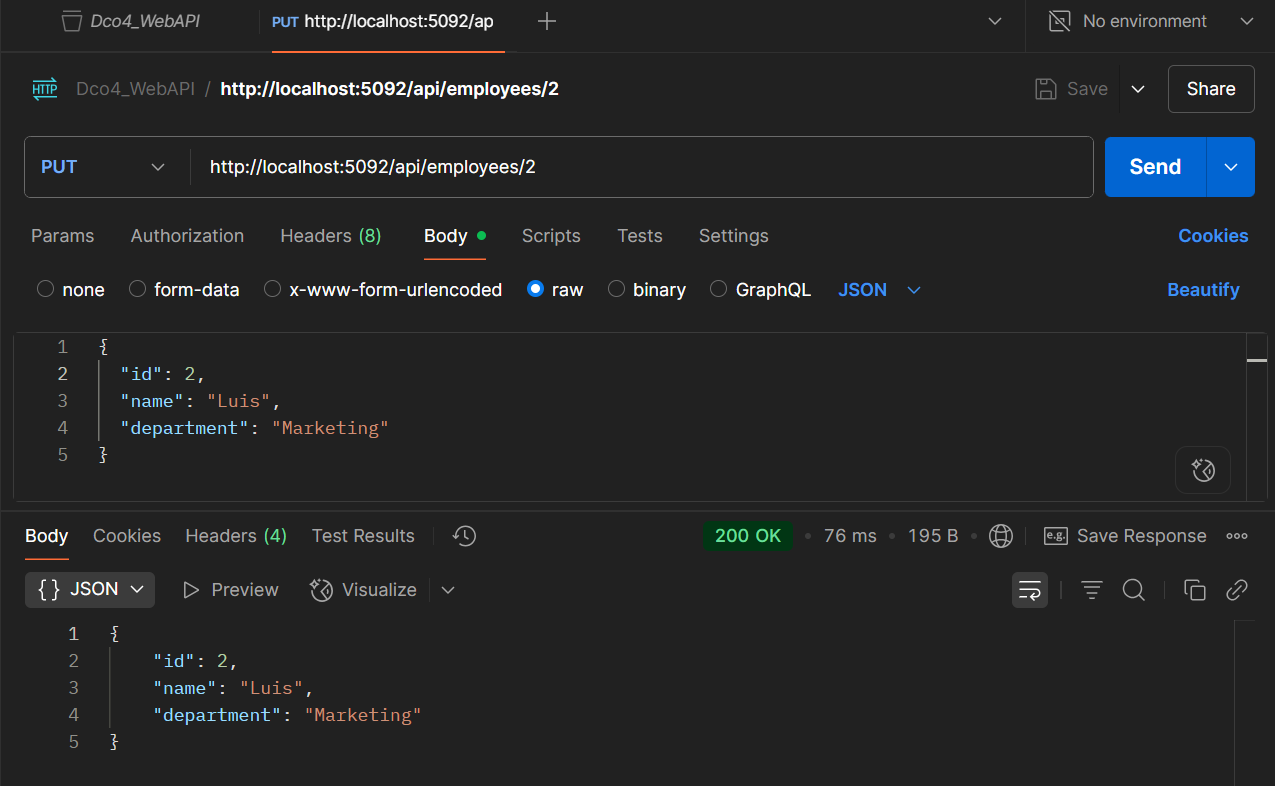 Dco4_WebAPI PUT http://localhost:5092/ap No environment
HTTP Dco4_WebAPI / http://localhost:5092/api/employees/2 Save Share
PUT http://localhost:5092/api/employees/2 Send
Params Authorization Headers (8) Body Scripts Tests Settings Cookies
none form-data x-www-form-urlencoded raw binary GraphQL JSON Beautify
1 {
2 "id": 2,
3 "name": "Luis",
4 "department": "Marketing"
5 }
Body Cookies Headers (4) Test Results 200 OK • 76 ms • 195 B • e.g. Save Response
{} JSON Preview Visualize
1 {
2 "id": 2,
3 "name": "Luis",
4 "department": "Marketing"
5 }